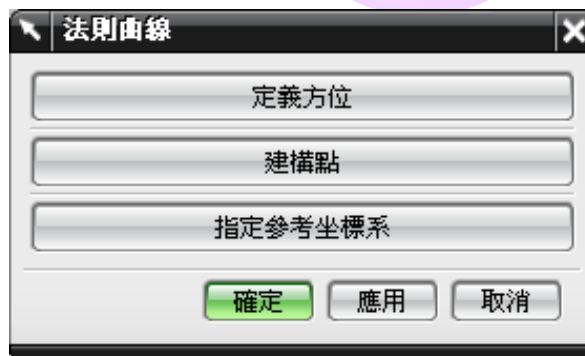 法則曲線
定義方位
建構點
指定參考坐標系
確定 應用 取消